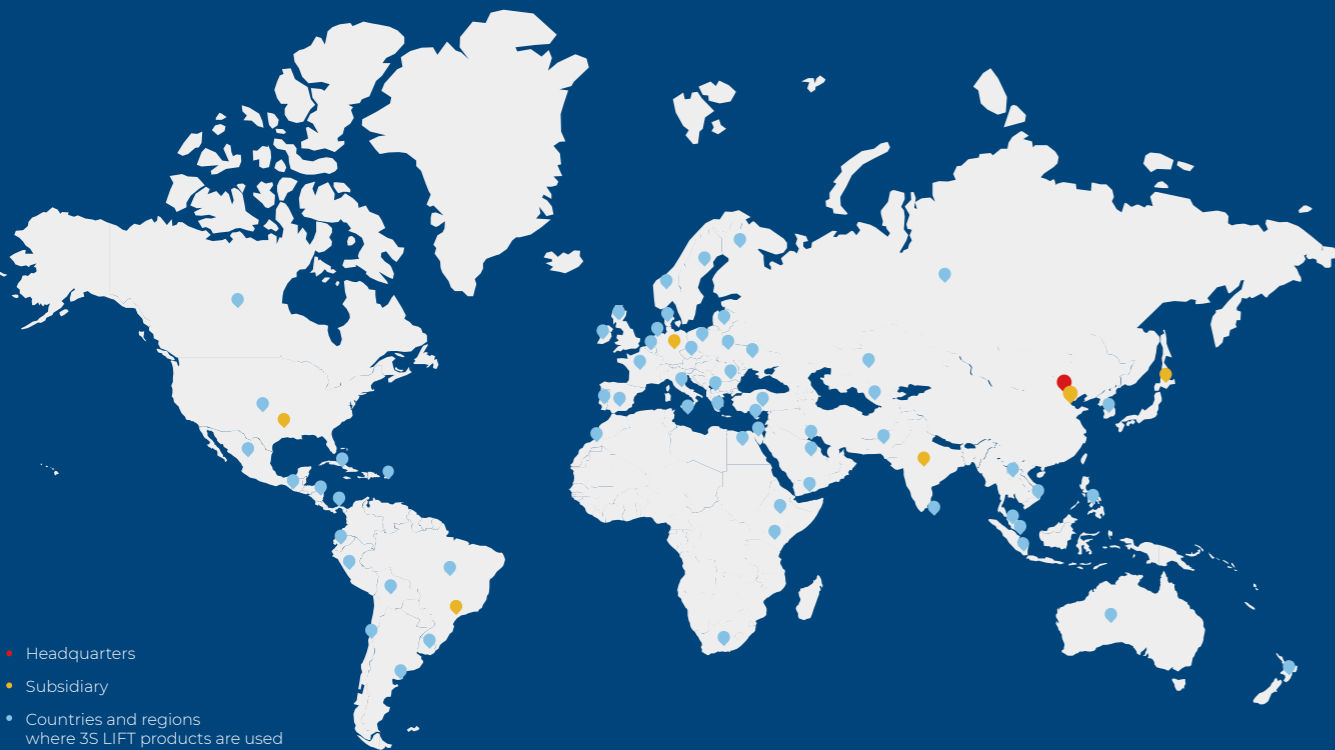 Headquarters
Subsidiary
Countries and regions
where 3S LIFT products are used